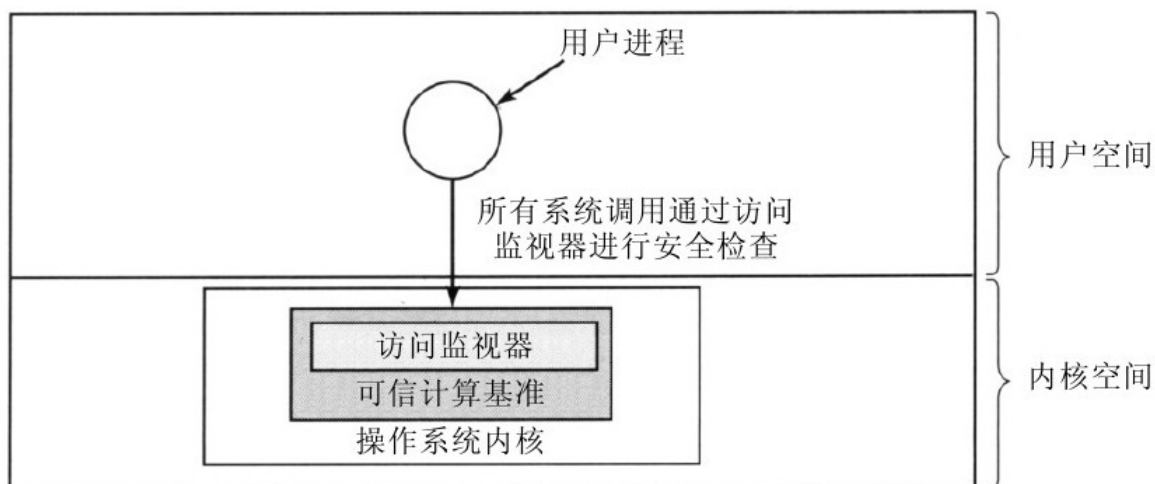 用户进程
用户空间
所有系统调用通过访问
监视器进行安全检查
访问监视器
可信计算基准
操作系统内核
内核空间